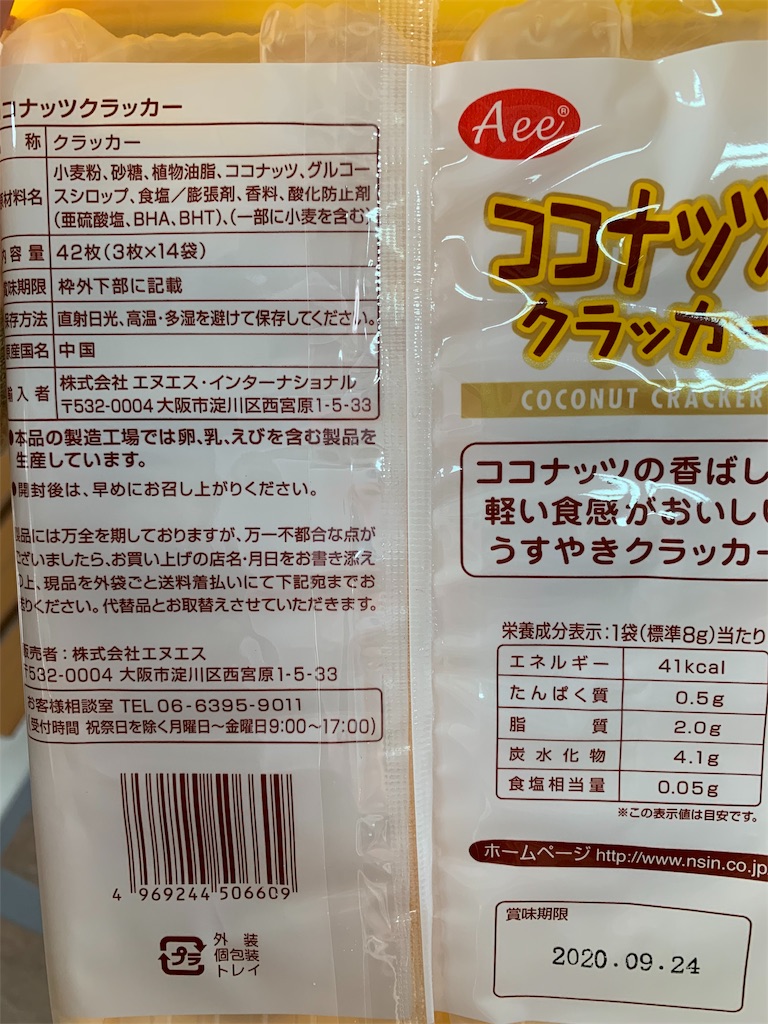 コナッツクラッカー
称 クラッカー
材料名 小麦粉、砂糖、植物油脂、ココナッツ、グルコー
スシロップ、食塩／膨張剤、香料、酸化防止剤
(亜硫酸塩、BHA、BHT)、(一部に小麦を含む)
内容量 42枚(3枚×14袋)
賞味期限 枠外下部に記載
保存方法 直射日光、高温・多湿を避けて保存してください。
原産国名 中国
輸入者 株式会社 エヌエス・インターナショナル
〒532-0004 大阪市淀川区西宮原1-5-33
●本品の製造工場では卵、乳、えびを含む製品を
生産しています。
●開封後は、早めにお召し上がりください。
製品には万全を期しておりますが、万一不都合な点が
ございましたら、お買い上げの店名・月日をお書き添え
の上、現品を外袋ごと送料着払いにて下記宛までお
送りください。代替品とお取替えさせていただきます。
販売者：株式会社エヌエス
〒532-0004 大阪市淀川区西宮原1-5-33
お客様相談室 TEL 06-6395-9011
(受付時間 祝祭日を除く月曜日～金曜日9:00～17:00)
4 969244 506609
プラ
外装
個包装
トレイ
Aee®
ココナッツ
クラッカー
COCONUT CRACKER
ココナッツの香ばし
軽い食感がおいしい
うすやきクラッカー
栄養成分表示：1袋(標準8g)当たり
エネルギー 41kcal
たんぱく質 0.5g
脂質 2.0g
炭水化物 4.1g
食塩相当量 0.05g
※この表示値は目安です。
ホームページ http://www.nsin.co.jp
賞味期限
2020.09.24